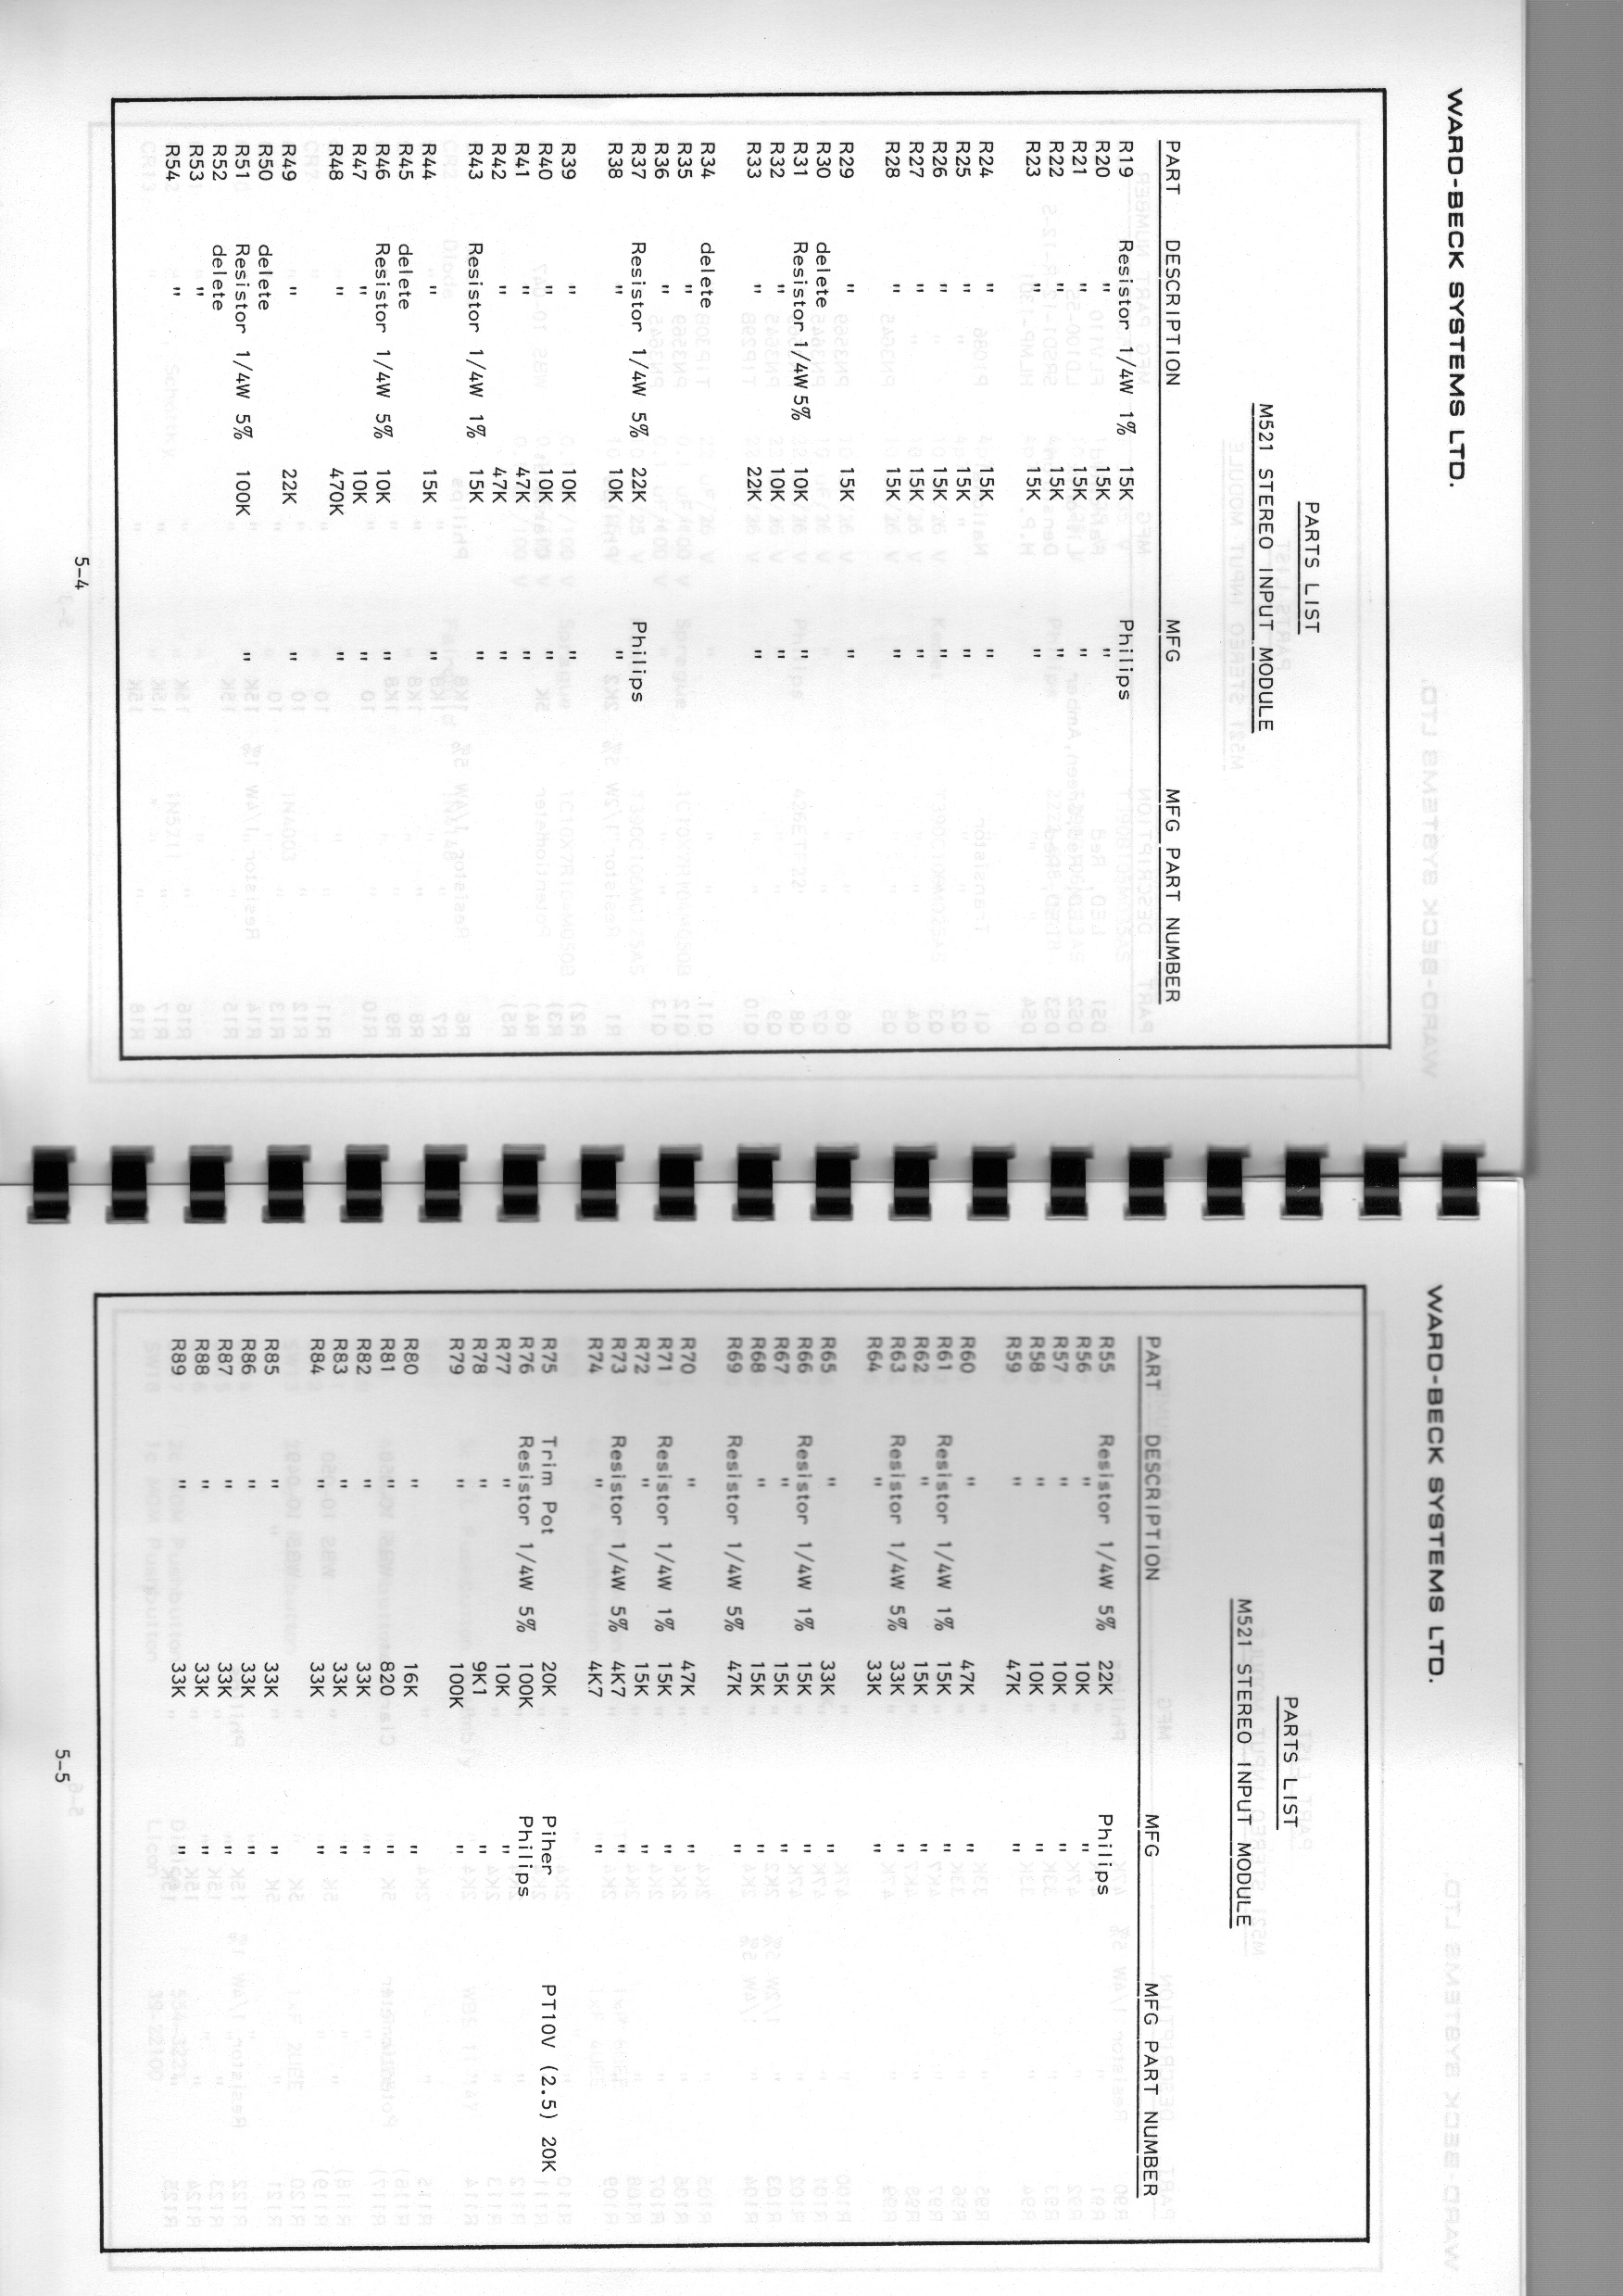 WARD-BECK SYSTEMS LTD.
PARTS LIST
M521 STEREO INPUT MODULE
PART DESCRIPTION MFG MFG PART NUMBER
R19 Resistor 1/4W 1% 15K Philips
R20 " 15K "
R21 " 15K "
R22 " 15K "
R23 " 15K "
R24 " 15K "
R25 " 15K "
R26 " 15K "
R27 " 15K "
R28 " 15K "
R29 " 15K "
R30 delete
R31 Resistor 1/4W 5% 10K "
R32 " 10K "
R33 " 22K "
R34 delete
R35 "
R36 "
R37 Resistor 1/4W 5% 22K Philips
R38 " 10K "
R39 " 10K "
R40 " 10K "
R41 " 47K "
R42 " 47K "
R43 Resistor 1/4W 1% 15K "
R44 " 15K "
R45 delete
R46 Resistor 1/4W 5% 10K "
R47 " 10K "
R48 " 470K "
R49 " 22K "
R50 delete
R51 Resistor 1/4W 5% 100K "
R52 delete
R53 "
R54 "
5-4
WARD-BECK SYSTEMS LTD.
PARTS LIST
M521 STEREO INPUT MODULE
PART DESCRIPTION MFG MFG PART NUMBER
R55 Resistor 1/4W 5% 22K Philips
R56 " 10K "
R57 " 10K "
R58 " 10K "
R59 " 47K "
R60 " 47K "
R61 Resistor 1/4W 1% 15K "
R62 " 15K "
R63 Resistor 1/4W 5% 33K "
R64 " 33K "
R65 " 33K "
R66 Resistor 1/4W 1% 15K "
R67 " 15K "
R68 " 15K "
R69 Resistor 1/4W 5% 47K "
R70 " 47K "
R71 Resistor 1/4W 1% 15K "
R72 " 15K "
R73 Resistor 1/4W 5% 4K7 "
R74 " 4K7 "
R75 Trim Pot 20K Piher PT10V (2.5) 20K
R76 Resistor 1/4W 5% 100K Philips
R77 " 10K "
R78 " 9K1 "
R79 " 100K "
R80 " 16K "
R81 " 820 "
R82 " 33K "
R83 " 33K "
R84 " 33K "
R85 " 33K "
R86 " 33K "
R87 " 33K "
R88 " 33K "
R89 " 33K "
5-5